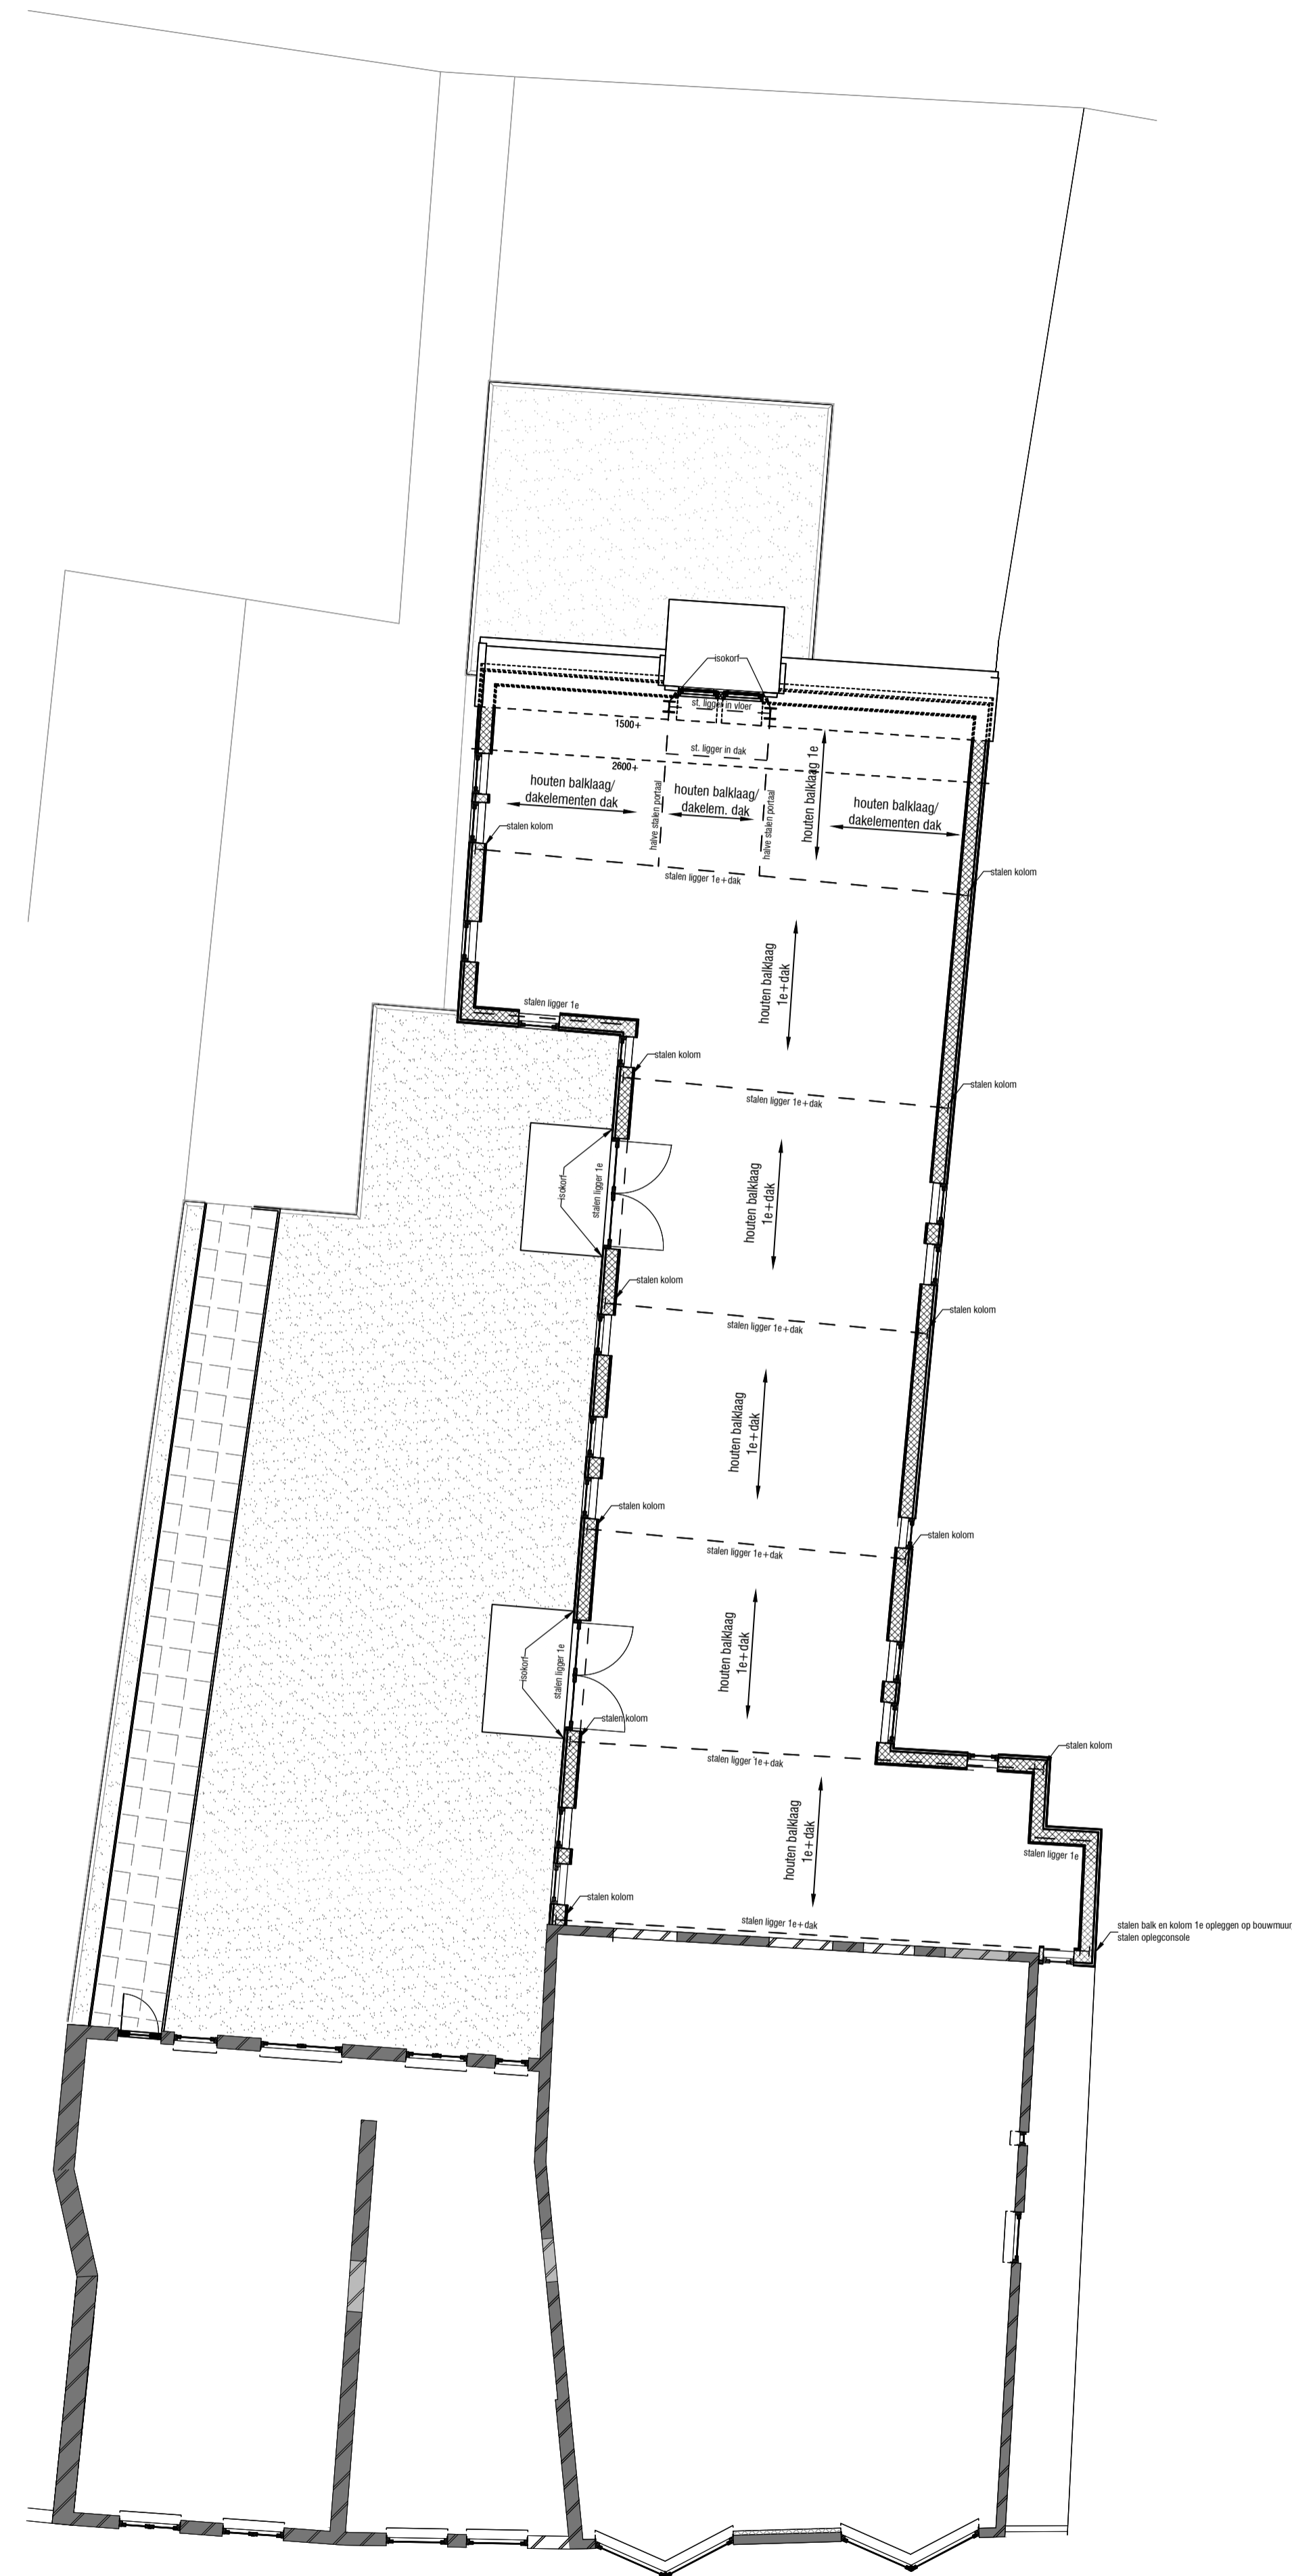 isokorf
st. ligger in vloer
1500+
st. ligger in dak
2600+
houten balklaag/
dakelementen dak
halve stalen portaal
houten balklaag/
dakelem. dak
halve stalen portaal
houten balklaag 1e
houten balklaag/
dakelementen dak
stalen kolom
stalen ligger 1e+dak
stalen kolom
houten balklaag
1e+dak
stalen ligger 1e
stalen kolom
stalen ligger 1e+dak
stalen kolom
isokorf
stalen ligger 1e
houten balklaag
1e+dak
stalen kolom
stalen ligger 1e+dak
stalen kolom
houten balklaag
1e+dak
stalen kolom
stalen ligger 1e+dak
stalen kolom
isokorf
stalen ligger 1e
houten balklaag
1e+dak
stalen kolom
stalen ligger 1e+dak
stalen kolom
houten balklaag
1e+dak
stalen ligger 1e
stalen kolom
stalen ligger 1e+dak
stalen balk en kolom 1e opleggen op bouwmuur
stalen oplegconsole